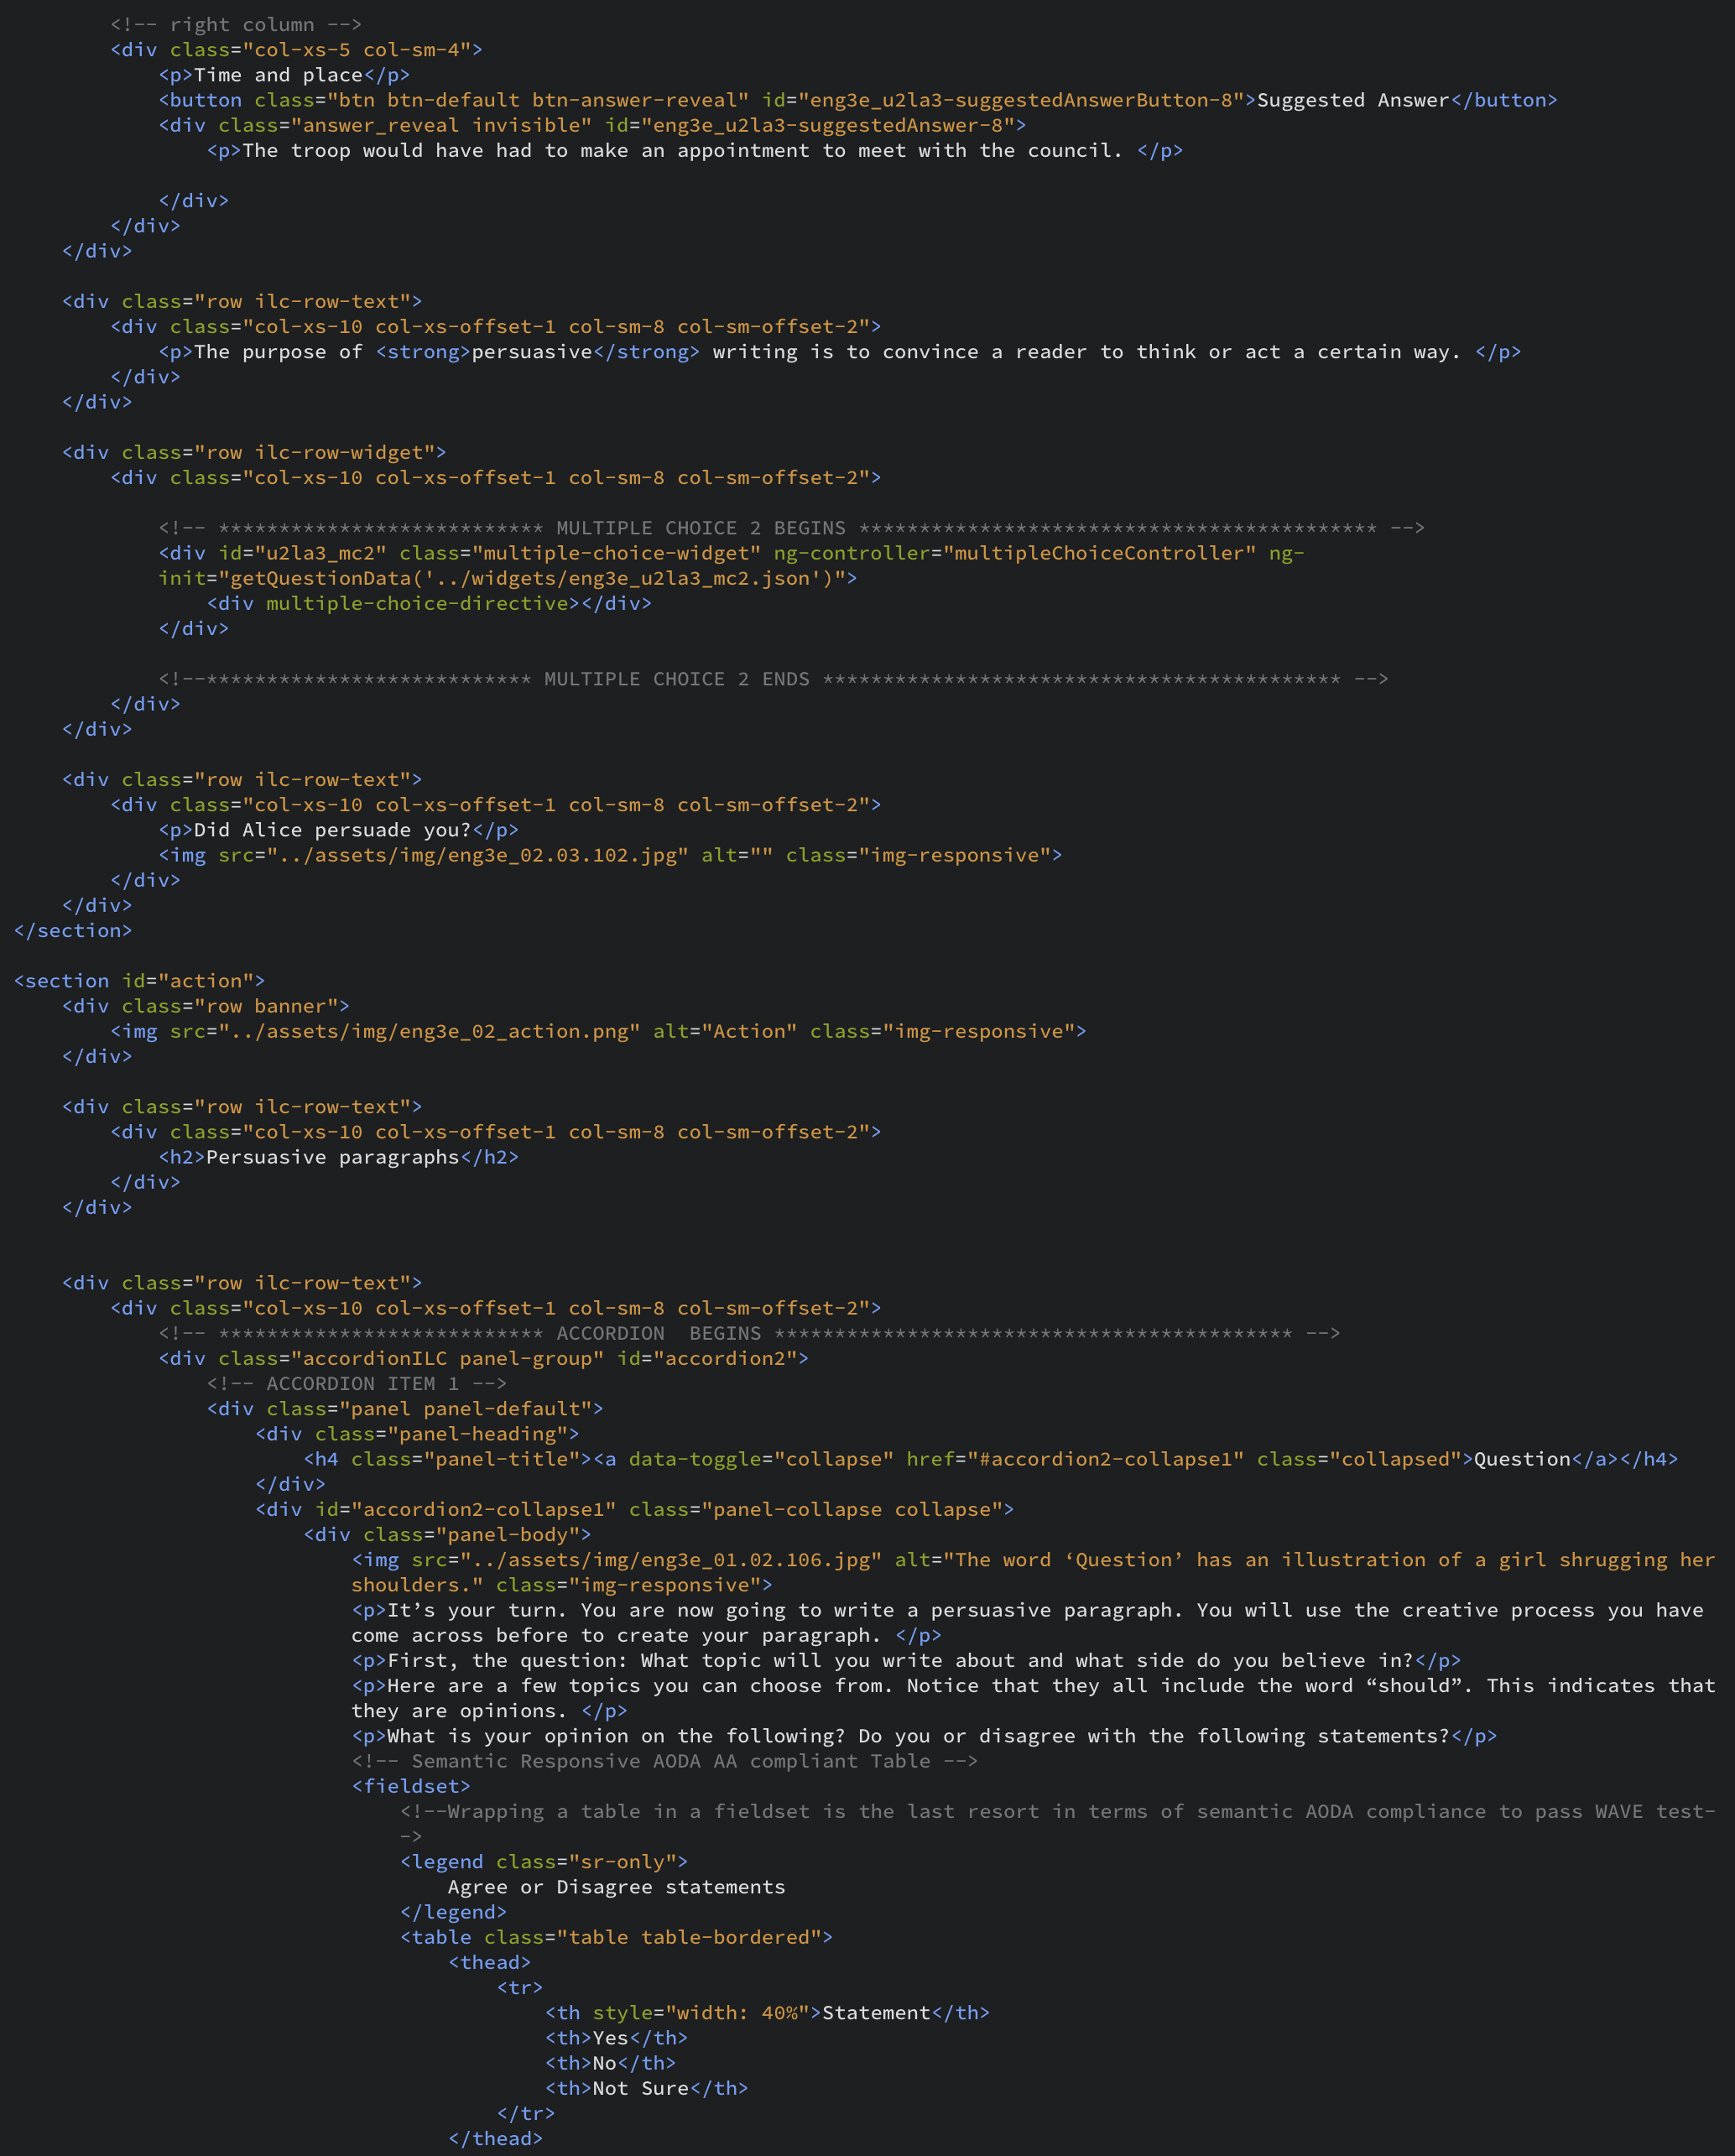 <!-- right column -->
<div class="col-xs-5 col-sm-4">
<p>Time and place</p>
<button class="btn btn-default btn-answer-reveal" id="eng3e_u2la3-suggestedAnswerButton-8">Suggested Answer</button>
<div class="answer_reveal invisible" id="eng3e_u2la3-suggestedAnswer-8">
<p>The troop would have had to make an appointment to meet with the council. </p>
</div>
</div>
</div>
<div class="row ilc-row-text">
<div class="col-xs-10 col-xs-offset-1 col-sm-8 col-sm-offset-2">
<p>The purpose of <strong>persuasive</strong> writing is to convince a reader to think or act a certain way. </p>
</div>
</div>
<div class="row ilc-row-widget">
<div class="col-xs-10 col-xs-offset-1 col-sm-8 col-sm-offset-2">
<!-- *************************** MULTIPLE CHOICE 2 BEGINS ******************************************* -->
<div id="u2la3_mc2" class="multiple-choice-widget" ng-controller="multipleChoiceController" ng-
init="getQuestionData('../widgets/eng3e_u2la3_mc2.json')">
<div multiple-choice-directive></div>
</div>
<!--*************************** MULTIPLE CHOICE 2 ENDS ******************************************* -->
</div>
</div>
<div class="row ilc-row-text">
<div class="col-xs-10 col-xs-offset-1 col-sm-8 col-sm-offset-2">
<p>Did Alice persuade you?</p>
<img src="../assets/img/eng3e_02.03.102.jpg" alt="" class="img-responsive">
</div>
</div>
</section>
<section id="action">
<div class="row banner">
<img src="../assets/img/eng3e_02_action.png" alt="Action" class="img-responsive">
</div>
<div class="row ilc-row-text">
<div class="col-xs-10 col-xs-offset-1 col-sm-8 col-sm-offset-2">
<h2>Persuasive paragraphs</h2>
</div>
</div>
<div class="row ilc-row-text">
<div class="col-xs-10 col-xs-offset-1 col-sm-8 col-sm-offset-2">
<!-- *************************** ACCORDION  BEGINS ******************************************* -->
<div class="accordionILC panel-group" id="accordion2">
<!-- ACCORDION ITEM 1 -->
<div class="panel panel-default">
<div class="panel-heading">
<h4 class="panel-title"><a data-toggle="collapse" href="#accordion2-collapse1" class="collapsed">Question</a></h4>
</div>
<div id="accordion2-collapse1" class="panel-collapse collapse">
<div class="panel-body">
<img src="../assets/img/eng3e_01.02.106.jpg" alt="The word ‘Question’ has an illustration of a girl shrugging her
shoulders." class="img-responsive">
<p>It’s your turn. You are now going to write a persuasive paragraph. You will use the creative process you have
come across before to create your paragraph. </p>
<p>First, the question: What topic will you write about and what side do you believe in?</p>
<p>Here are a few topics you can choose from. Notice that they all include the word “should”. This indicates that
they are opinions. </p>
<p>What is your opinion on the following? Do you or disagree with the following statements?</p>
<!-- Semantic Responsive AODA AA compliant Table -->
<fieldset>
<!--Wrapping a table in a fieldset is the last resort in terms of semantic AODA compliance to pass WAVE test-
->
<legend class="sr-only">
Agree or Disagree statements
</legend>
<table class="table table-bordered">
<thead>
<tr>
<th style="width: 40%">Statement</th>
<th>Yes</th>
<th>No</th>
<th>Not Sure</th>
</tr>
</thead>